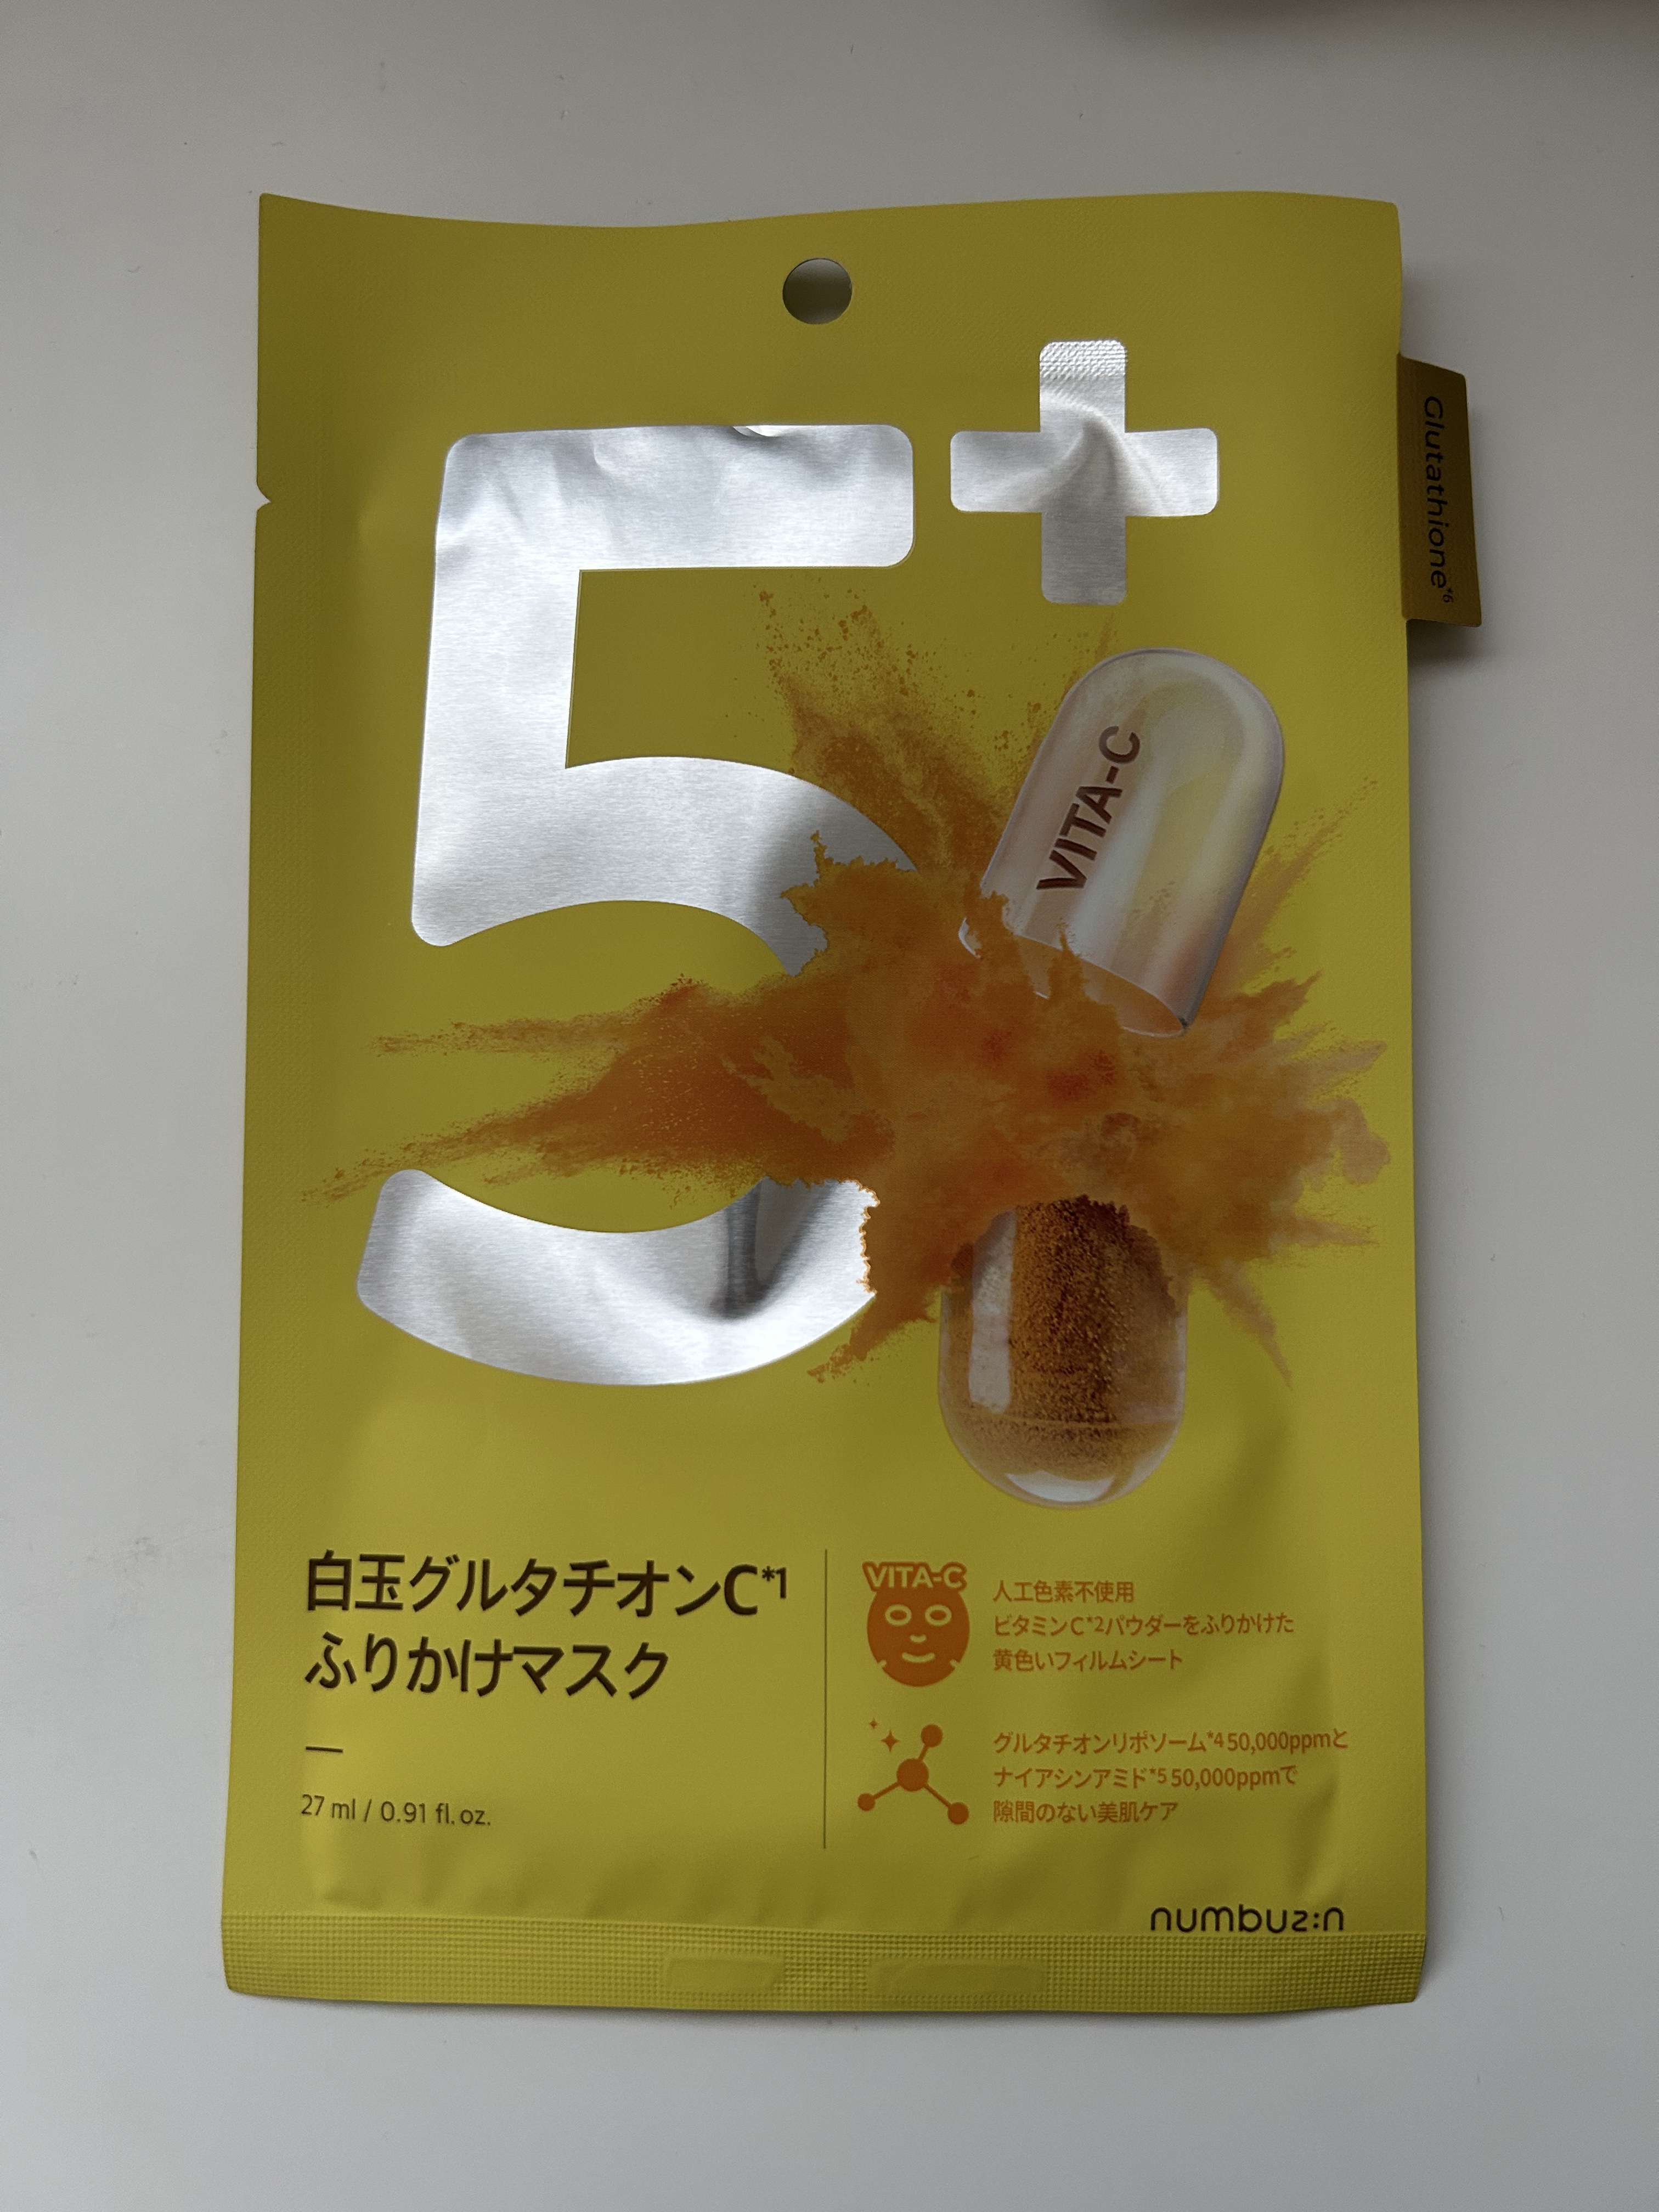 5+
Glutathione*6
VITA-C
白玉グルタチオンC*1
ふりかけマスク
27 ml / 0.91 fl. oz.
VITA-C
人工色素不使用
ビタミンC*2パウダーをふりかけた
黄色いフィルムシート
グルタチオンリポソーム*4 50,000ppmと
ナイアシンアミド*5 50,000ppmで
隙間のない美肌ケア
numbuz:n